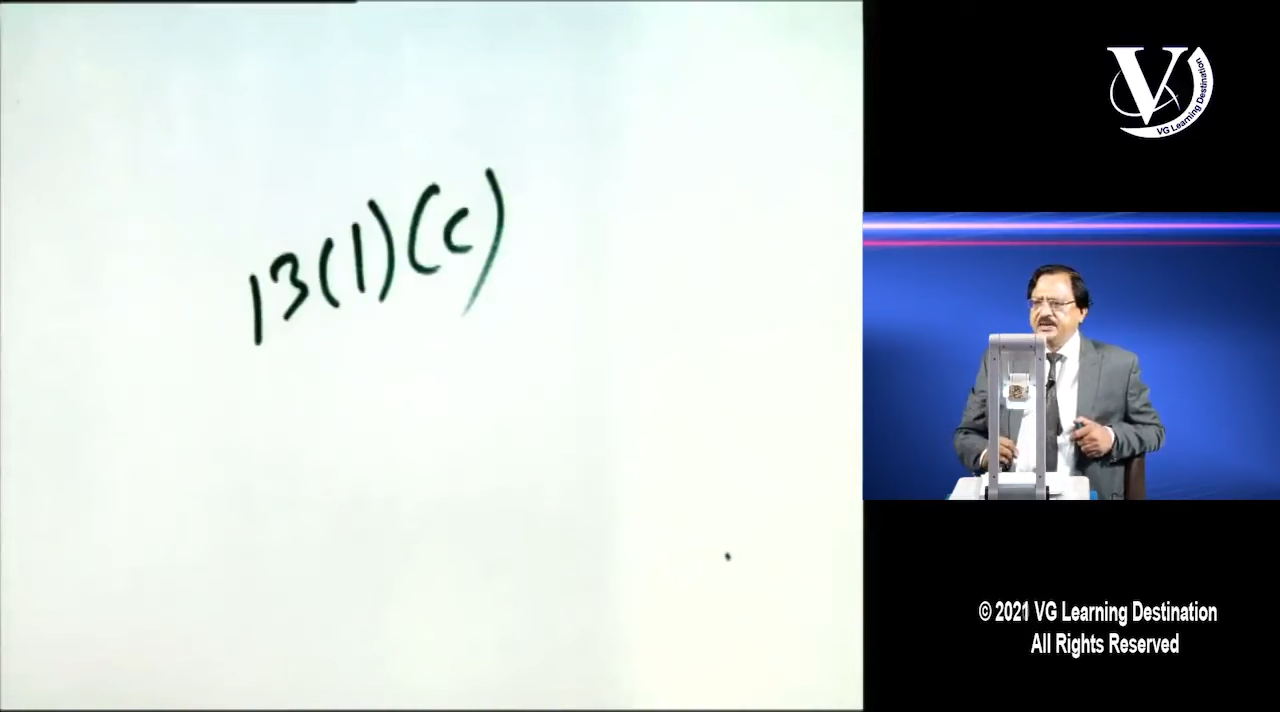 13(1)(c)
V
VG Learning Destination
© 2021 VG Learning Destination
All Rights Reserved